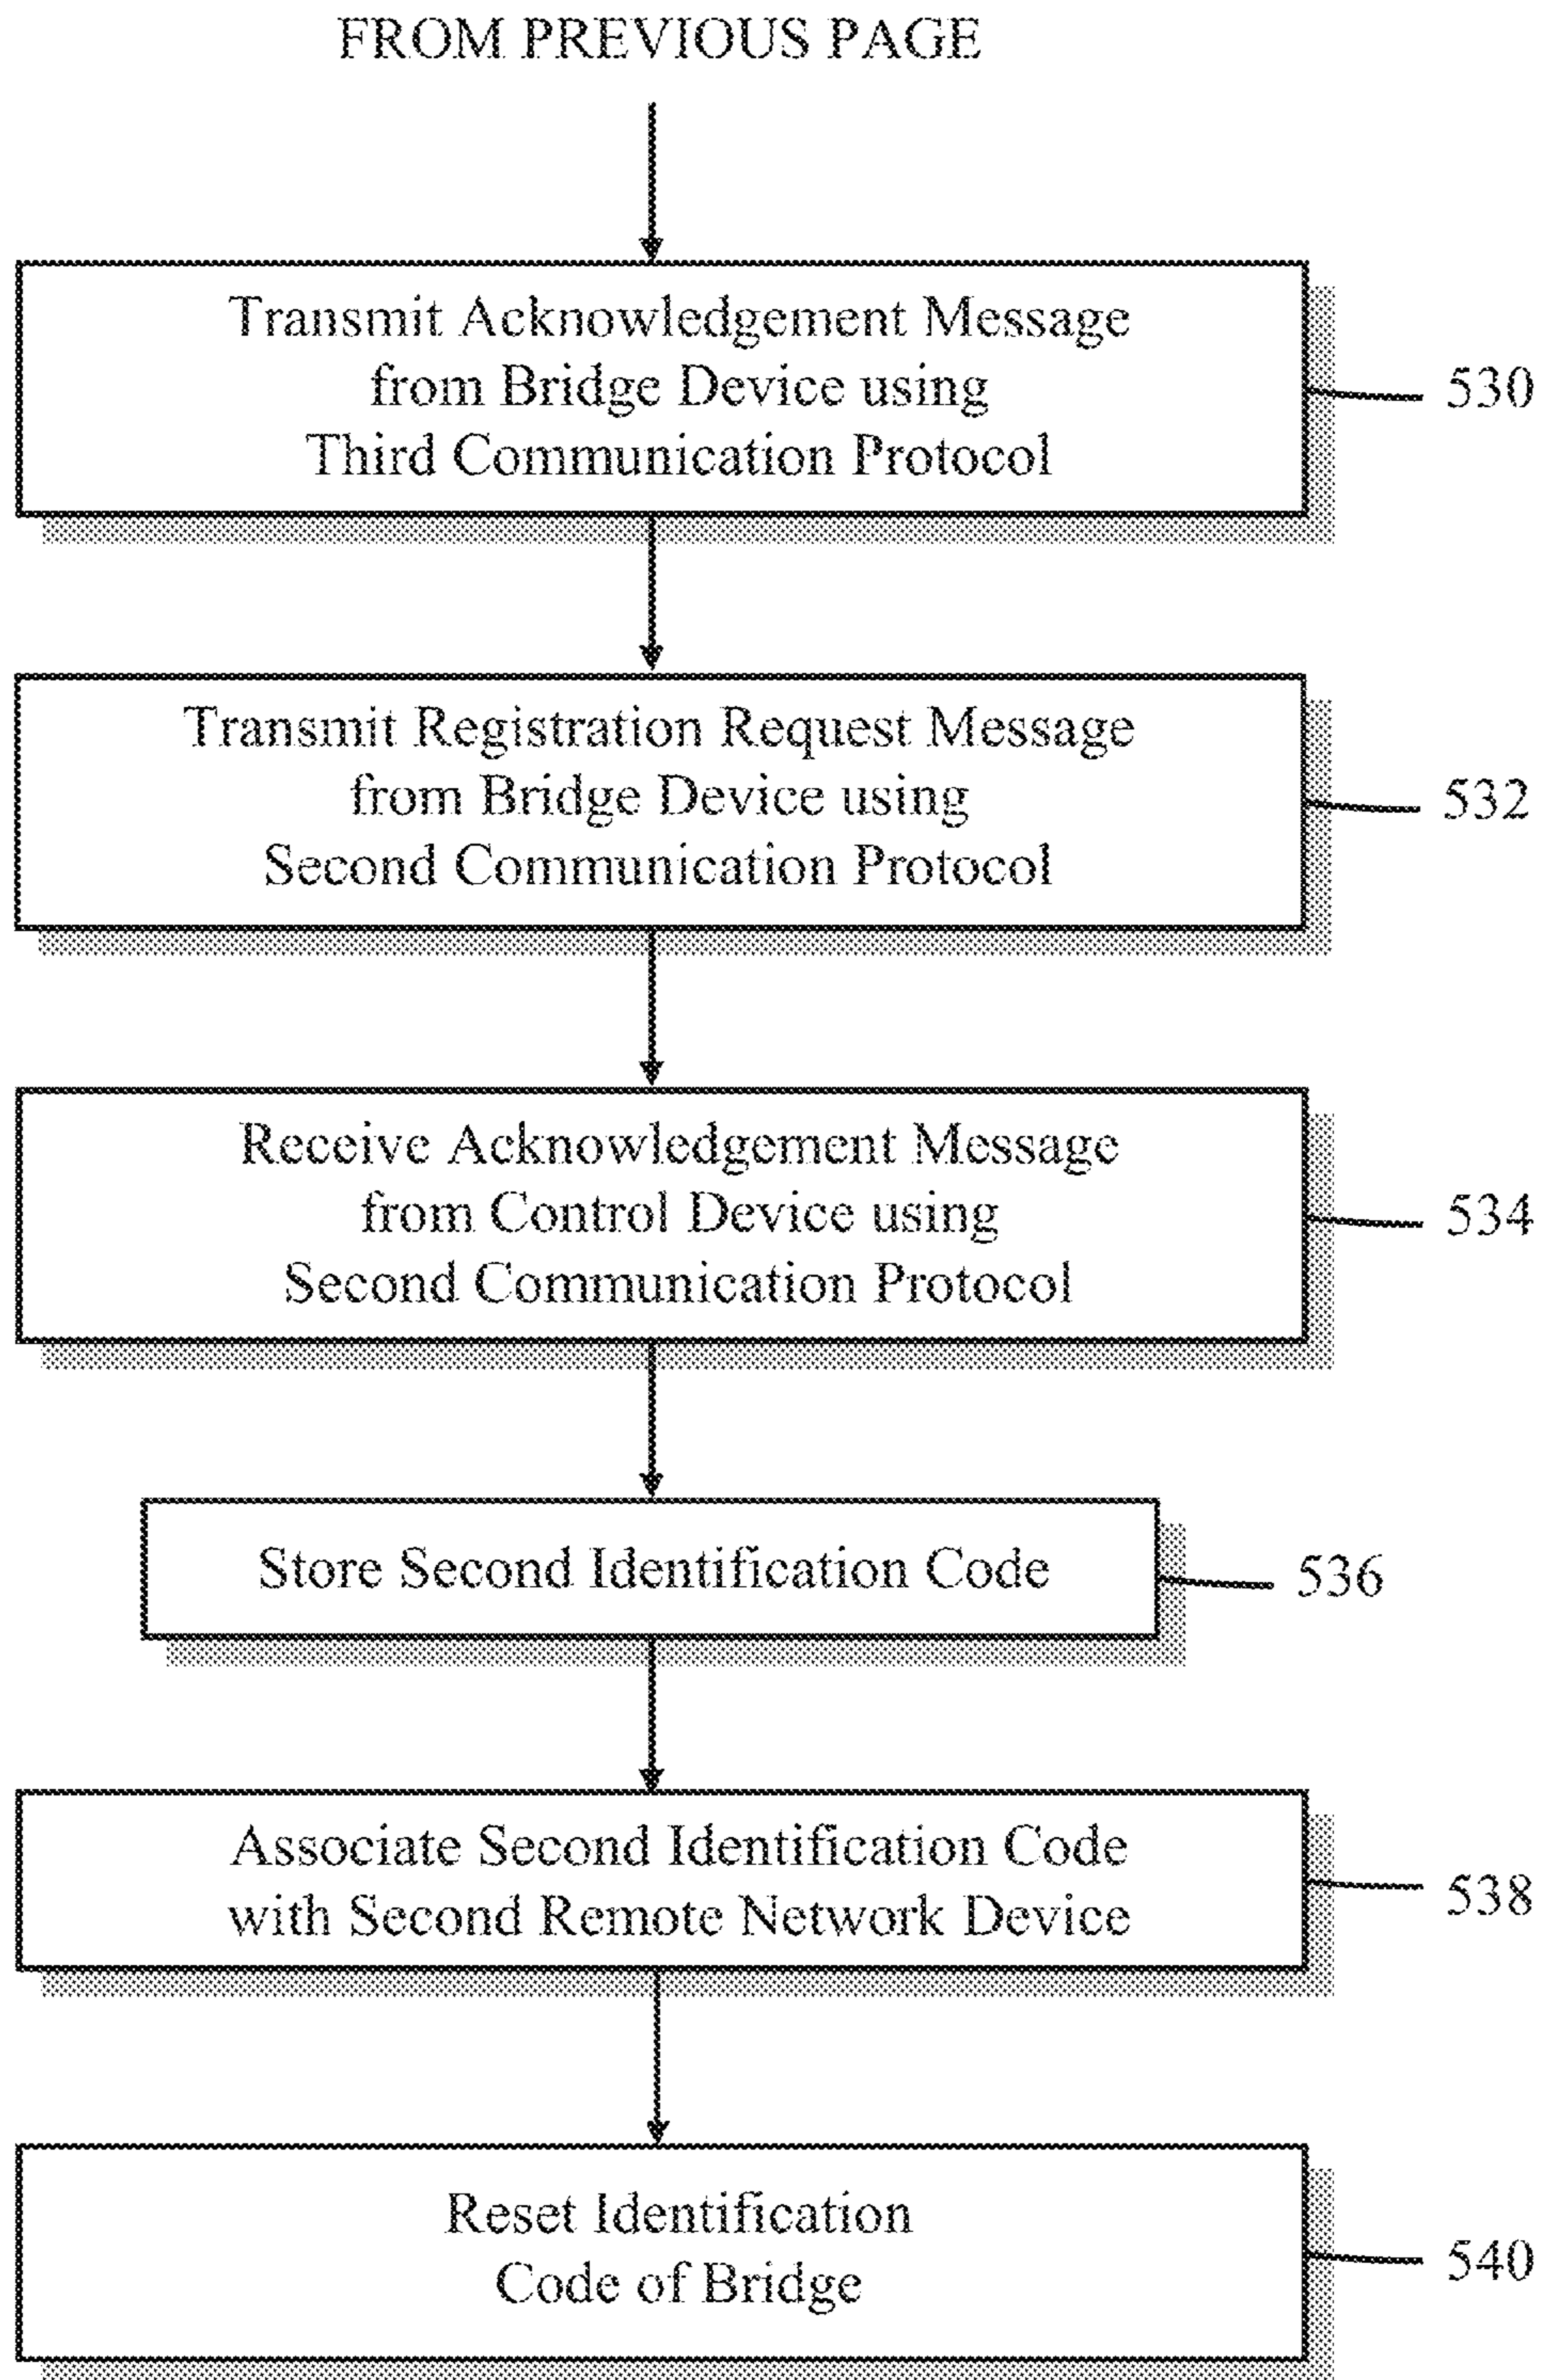 FROM PREVIOUS PAGE
Transmit Acknowledgement Message
from Bridge Device using
Third Communication Protocol
530
Transmit Registration Request Message
from Bridge Device using
Second Communication Protocol
532
Receive Acknowledgement Message
from Control Device using
Second Communication Protocol
534
Store Second Identification Code
536
Associate Second Identification Code
with Second Remote Network Device
538
Reset Identification
Code of Bridge
540